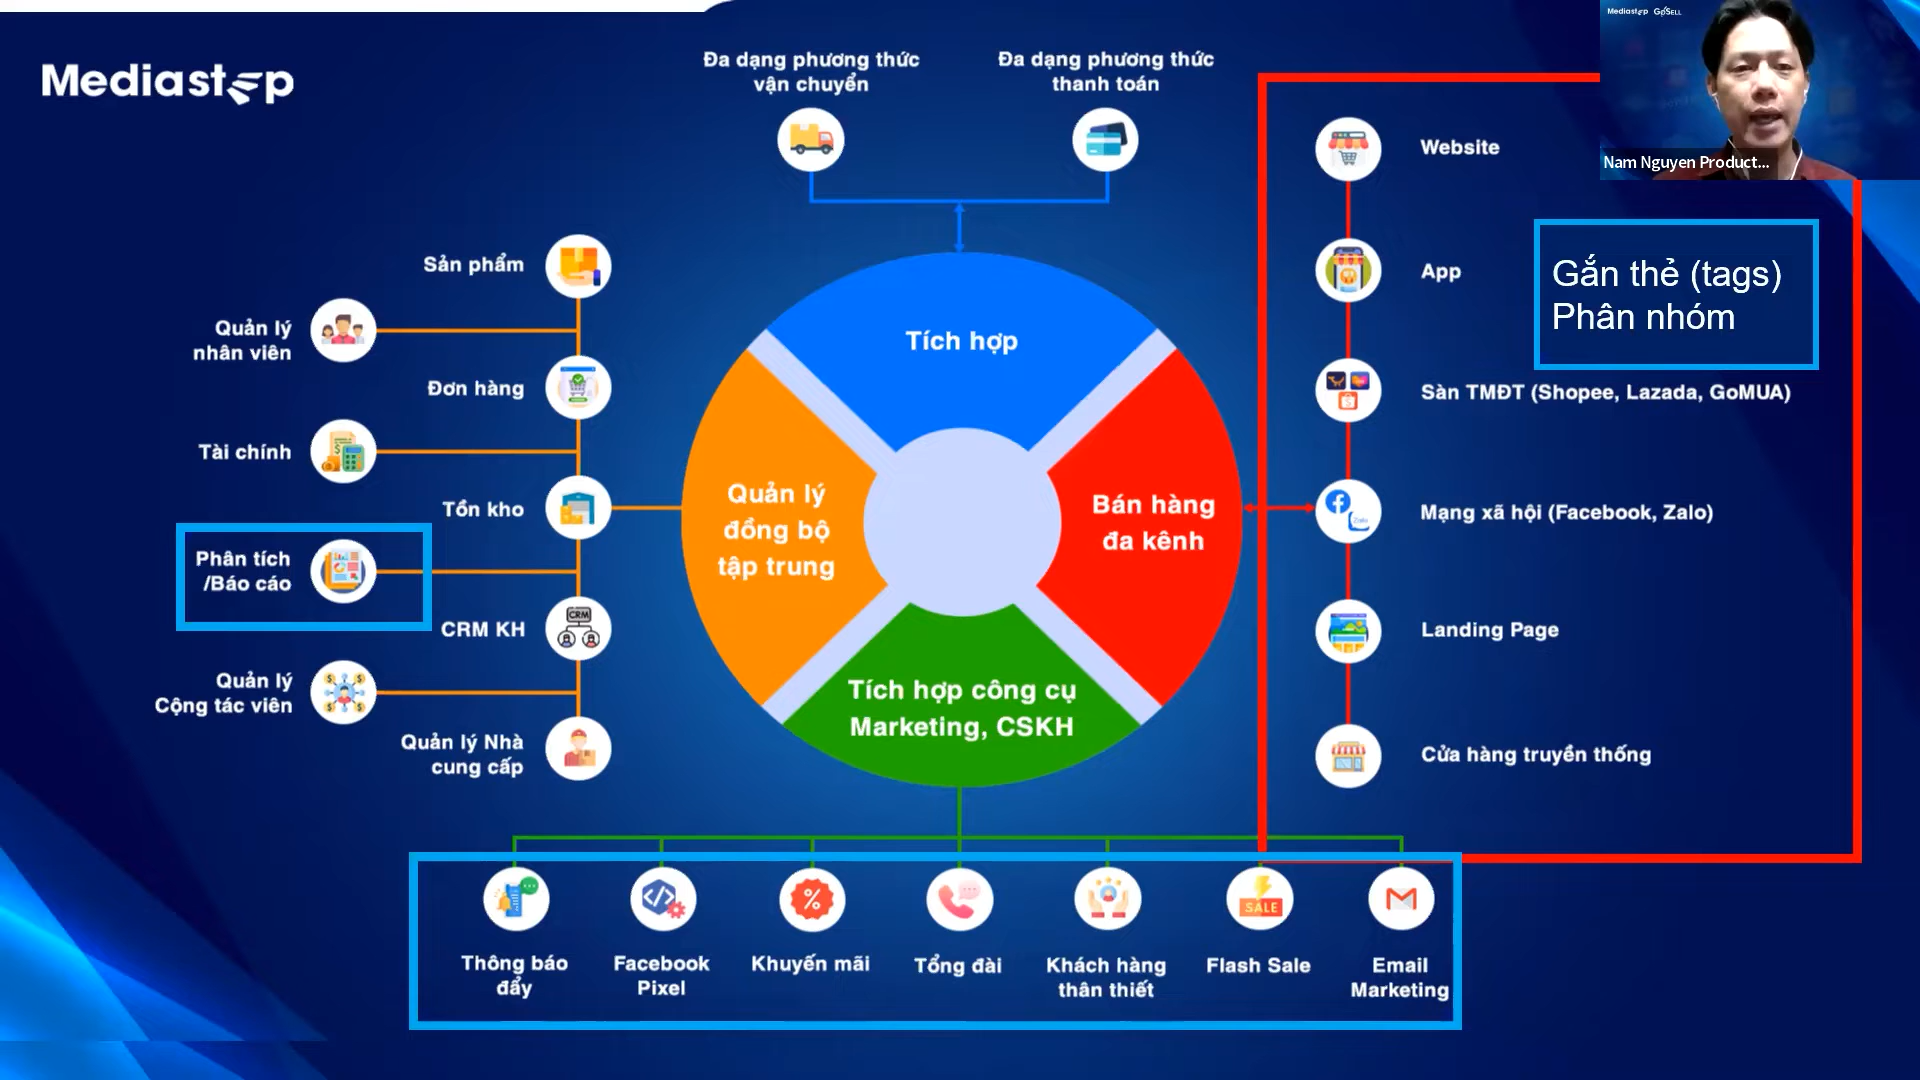 Mediastep
Đa dạng phương thức
vận chuyển
Đa dạng phương thức
thanh toán
Mediastep GoSELL
Nam Nguyen Product...
Sản phẩm
Quản lý
nhân viên
Đơn hàng
Tài chính
Tồn kho
Phân tích
/Báo cáo
CRM KH
CRM
Quản lý
Cộng tác viên
Quản lý Nhà
cung cấp
Tích hợp
Quản lý
đồng bộ
tập trung
Bán hàng
đa kênh
Tích hợp công cụ
Marketing, CSKH
Website
App
Gắn thẻ (tags)
Phân nhóm
Sàn TMĐT (Shopee, Lazada, GoMUA)
Mạng xã hội (Facebook, Zalo)
Zalo
Landing Page
Cửa hàng truyền thống
Thông báo
đẩy
Facebook
Pixel
Khuyến mãi
Tổng đài
Khách hàng
thân thiết
SALE
Flash Sale
Email
Marketing